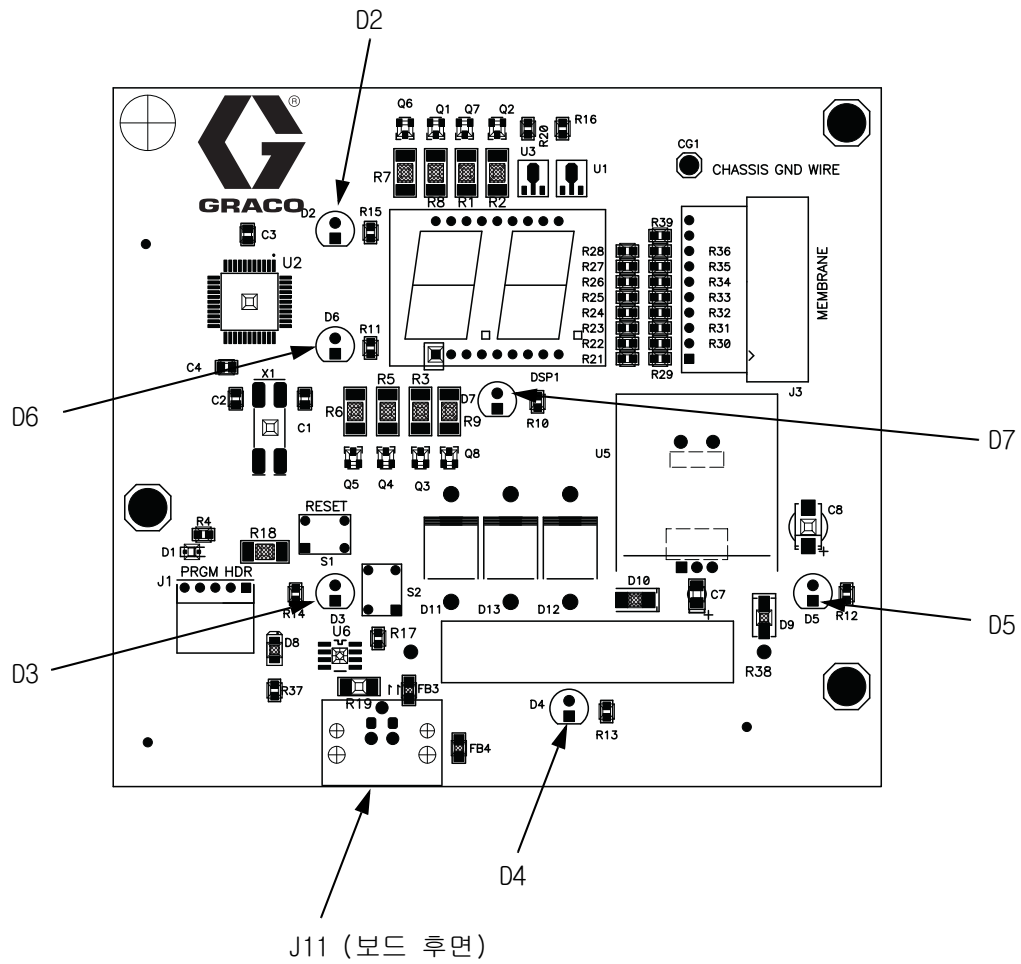 D2
®
GRACO
Q6 Q1 Q7 Q2 R20 R16
U3 U1
CG1
CHASSIS GND WIRE
R7 R8 R1 R2
D2 R15
C3
U2
R39
R28 R36
R27 R35
R26 R34
R25 R33
R24 R32
R23 R31
R22 R30
R21 R29
MEMBRANE
J3
D6 R11
C4
X1
C2 C1
R6 R5 R3 R9
D7 DSP1
R10
D6
D7
Q5 Q4 Q3 Q8
U5
C8
+
R4
D1
R18
RESET
S1
J1 PRGM HDR
R14
D3
S2
D11 D13 D12
D10
C7
+
D9
D5 R12
D5
U6
R17
D8
R38
D3
R37
R19
FB3
D4
R13
FB4
D4
J11 (보드 후면)